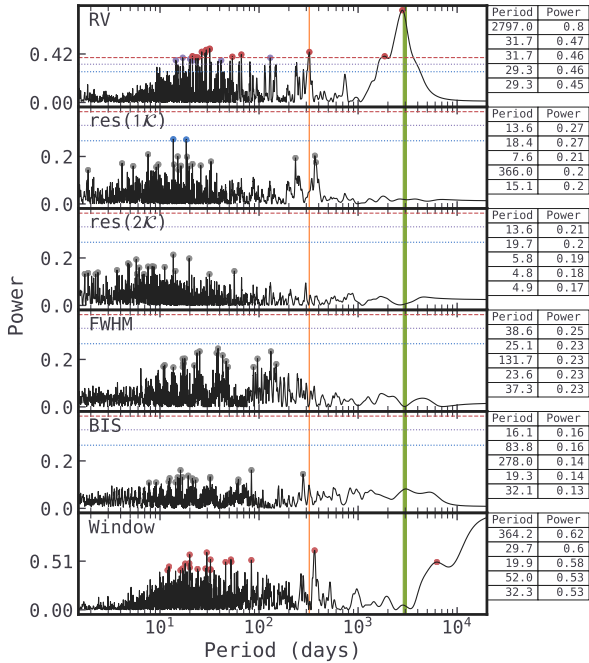 RV
0.42
0.00
Period Power
2797.0 0.8
31.7 0.47
31.7 0.46
29.3 0.46
29.3 0.45
res(1K)
0.2
0.0
Period Power
13.6 0.27
18.4 0.27
7.6 0.21
366.0 0.2
15.1 0.2
res(2K)
0.2
0.0
Period Power
13.6 0.21
19.7 0.2
5.8 0.19
4.8 0.18
4.9 0.17
FWHM
0.2
0.0
Period Power
38.6 0.25
25.1 0.23
131.7 0.23
23.6 0.23
37.3 0.23
BIS
0.2
0.0
Period Power
16.1 0.16
83.8 0.16
278.0 0.14
19.3 0.14
32.1 0.13
Window
0.51
0.00
Period Power
364.2 0.62
29.7 0.6
19.9 0.58
52.0 0.53
32.3 0.53
Power
10¹ 10² 10³ 10⁴
Period (days)